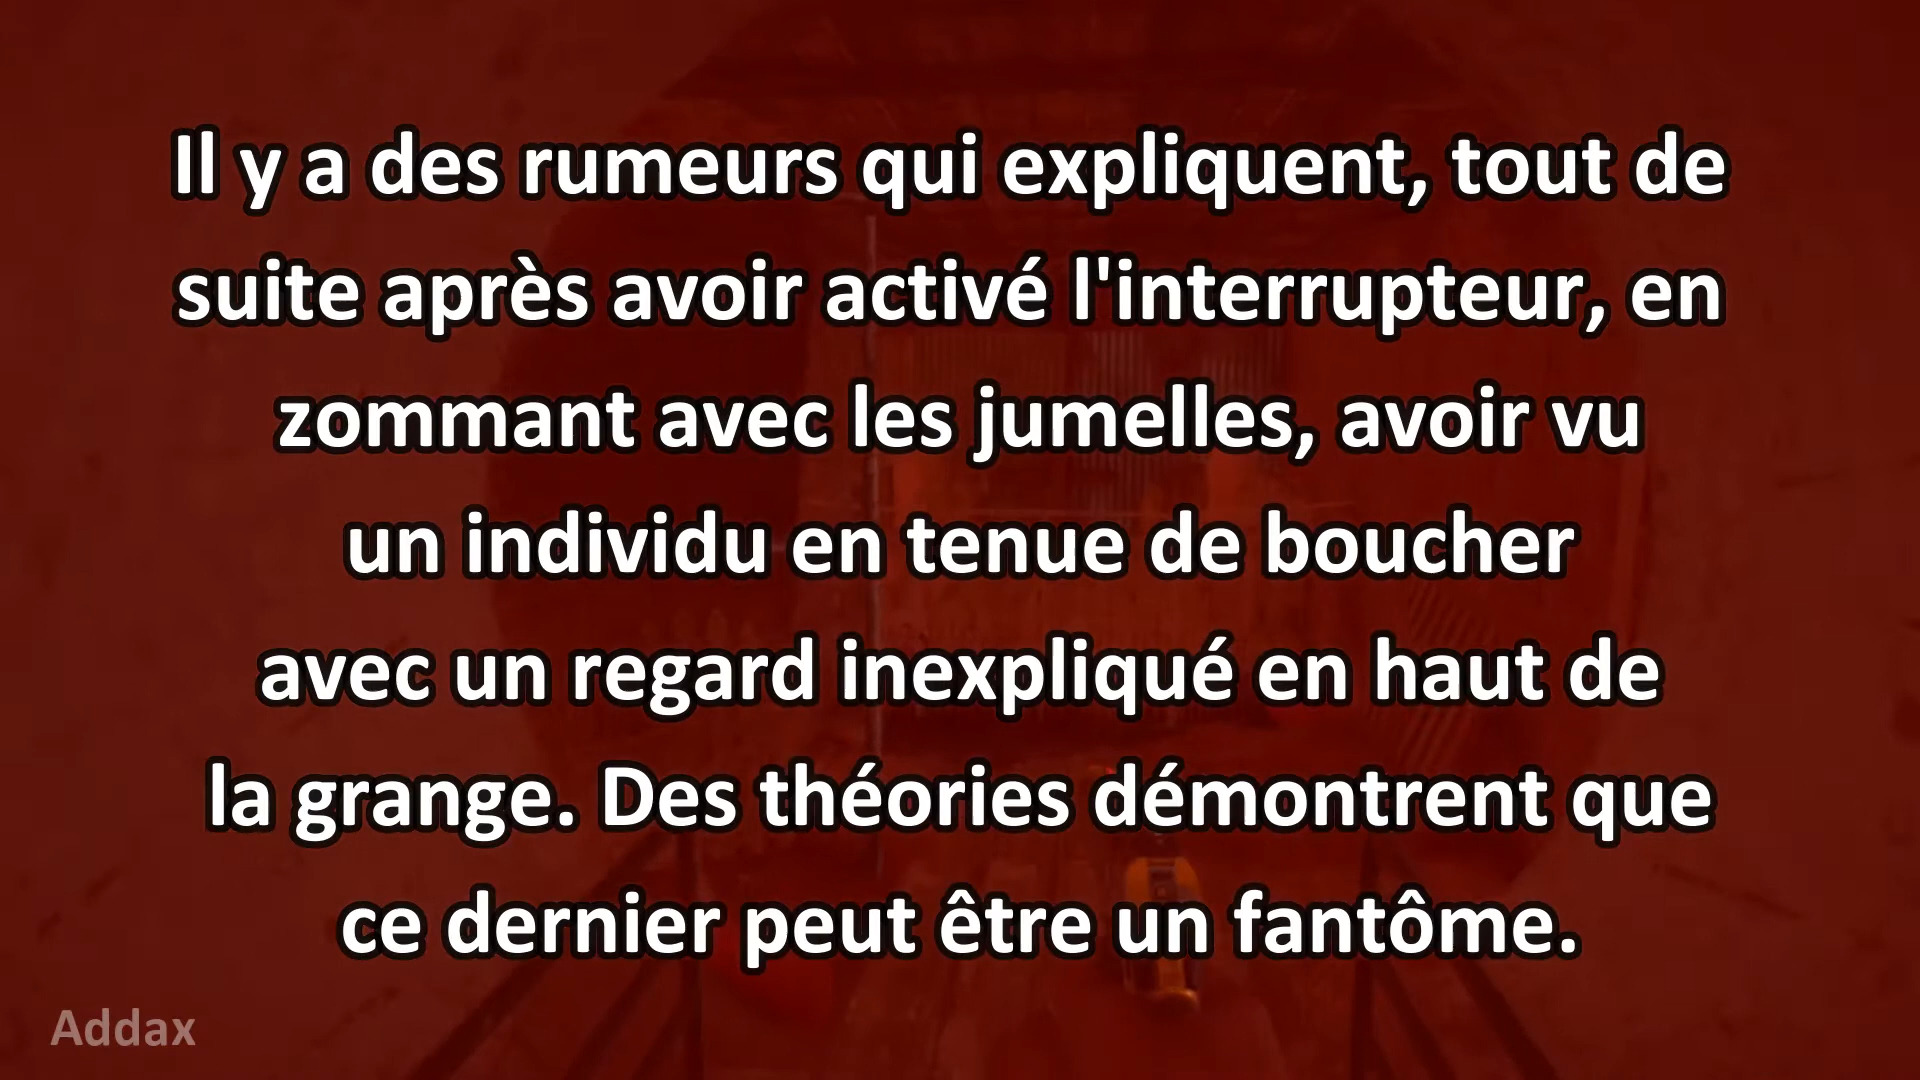 Il y a des rumeurs qui expliquent, tout de
suite après avoir activé l'interrupteur, en
zommant avec les jumelles, avoir vu
un individu en tenue de boucher
avec un regard inexpliqué en haut de
la grange. Des théories démontrent que
ce dernier peut être un fantôme.
Addax